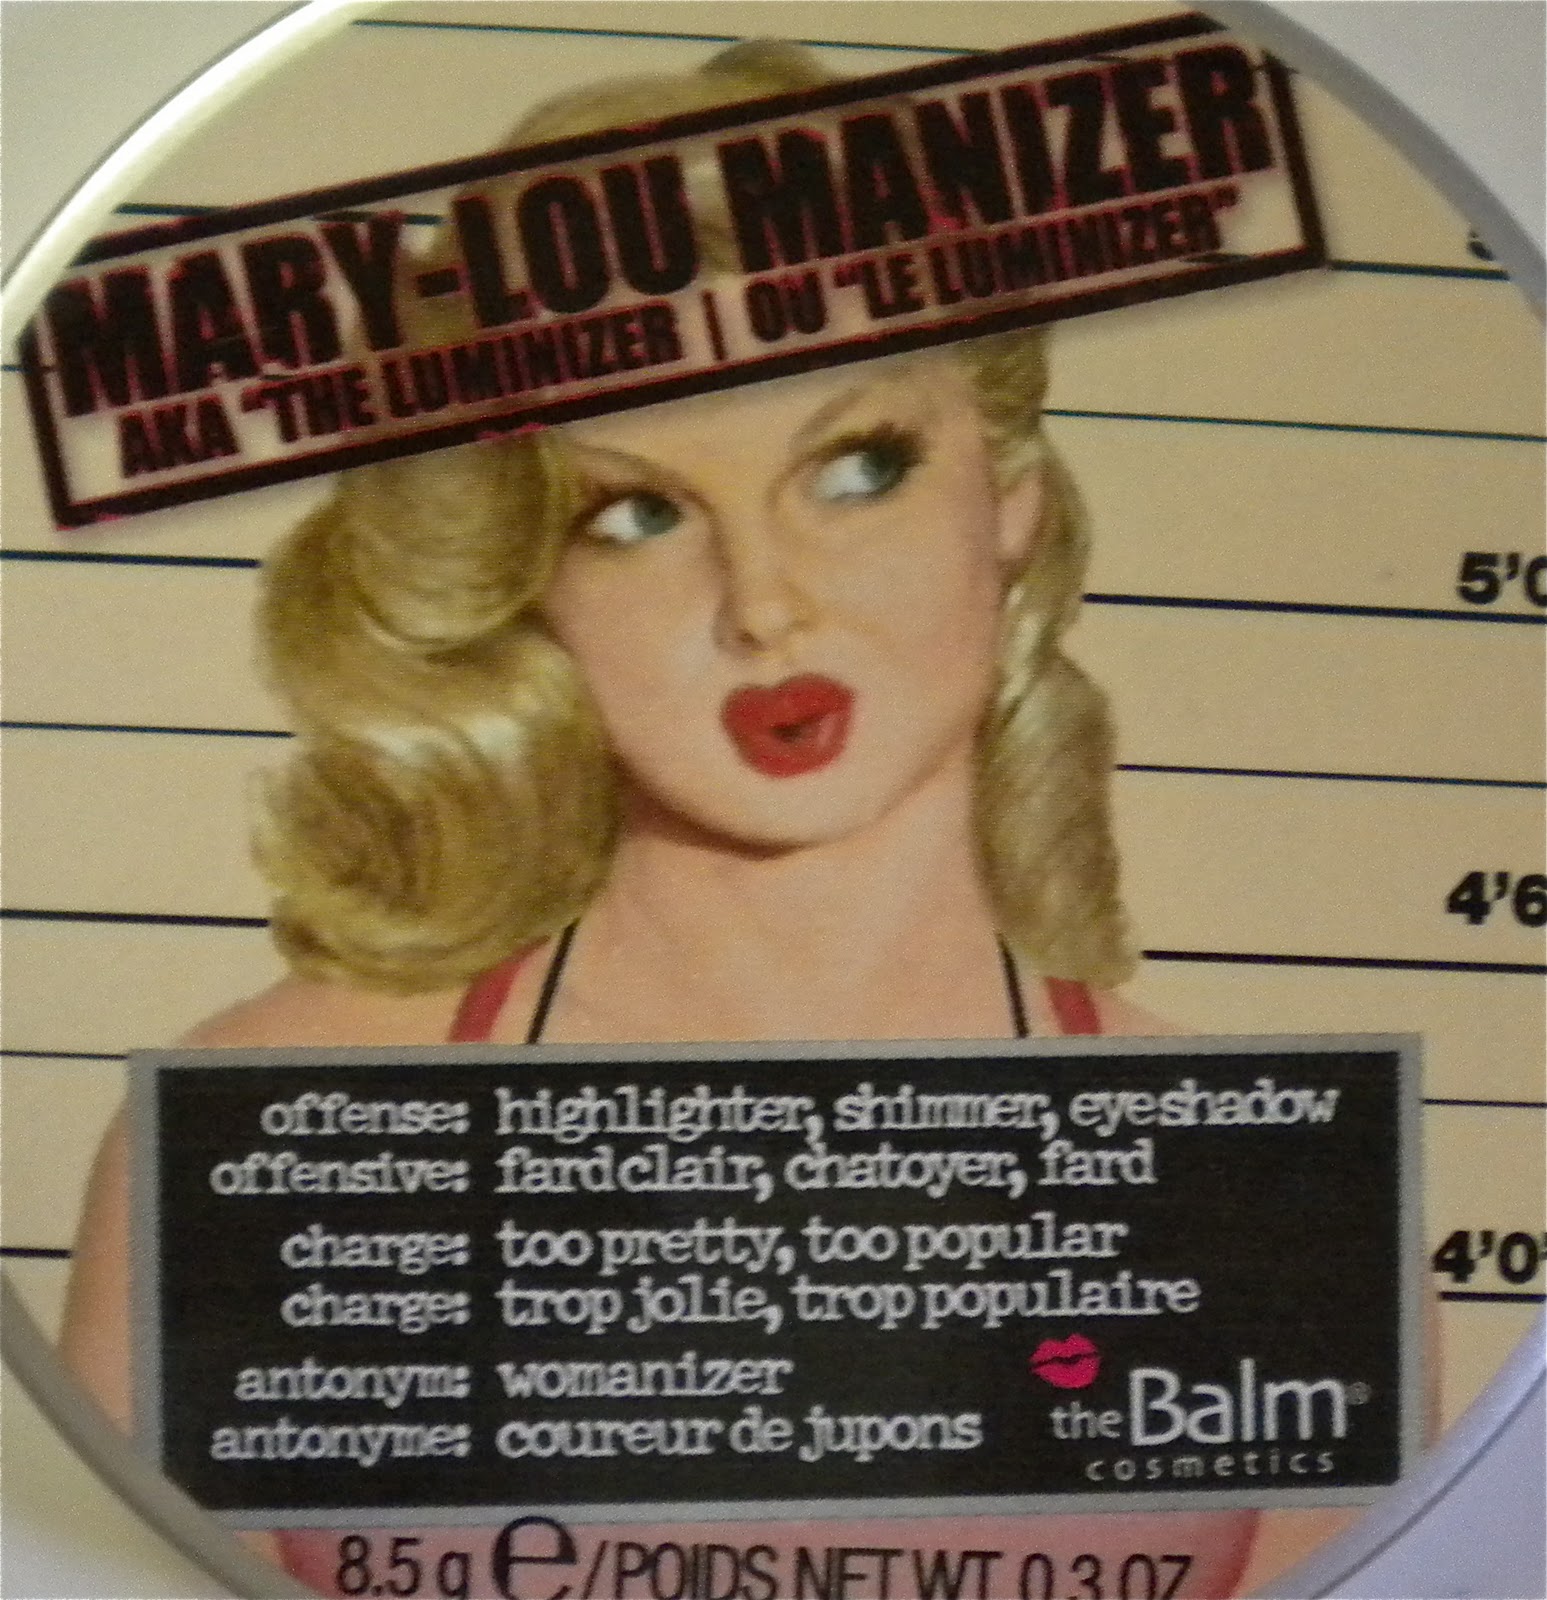 MARY-LOU MANIZER
AKA "THE LUMINIZER | OU "LE LUMINIZER"
5'0
4'6
4'0"
offense: highlighter, shimmer, eyeshadow
offensive: fard clair, chatoyer, fard
charge: too pretty, too popular
charge: trop jolie, trop populaire
antonym: womanizer
antonyme: coureur de jupons
the Balm®
cosmetics
8.5 g e/POIDS NET WT 0.3 OZ